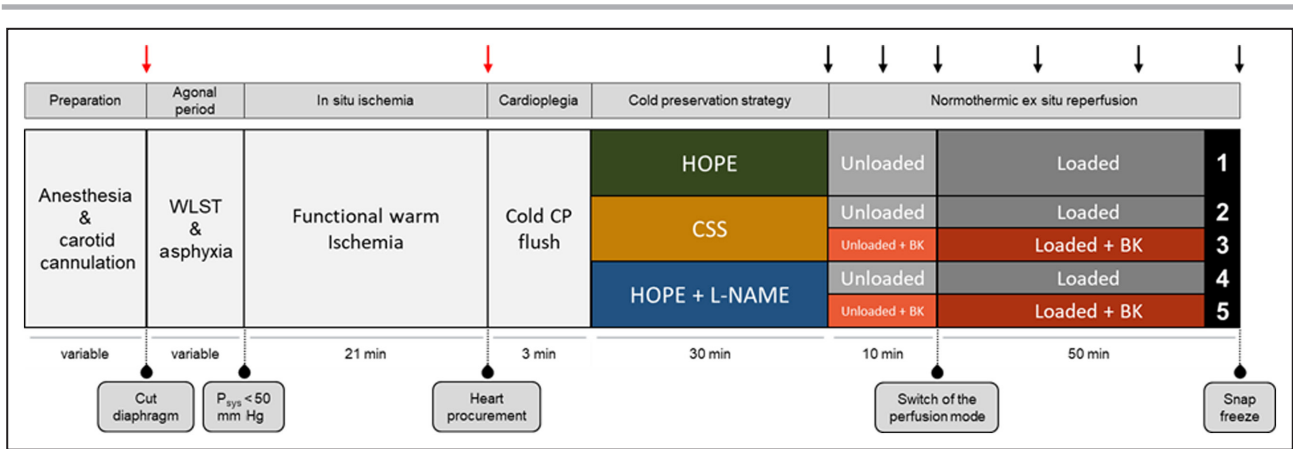 Preparation
Agonal
period
In situ ischemia
Cardioplegia
Cold preservation strategy
Normothermic ex situ reperfusion
Anesthesia
&
carotid
cannulation
WLST
&
asphyxia
Functional warm
Ischemia
Cold CP
flush
HOPE
CSS
HOPE + L-NAME
Unloaded
Loaded
1
Unloaded
Loaded
2
Unloaded + BK
Loaded + BK
3
Unloaded
Loaded
4
Unloaded + BK
Loaded + BK
5
variable
variable
21 min
3 min
30 min
10 min
50 min
Cut
diaphragm
Psys < 50
mm Hg
Heart
procurement
Switch of the
perfusion mode
Snap
freeze